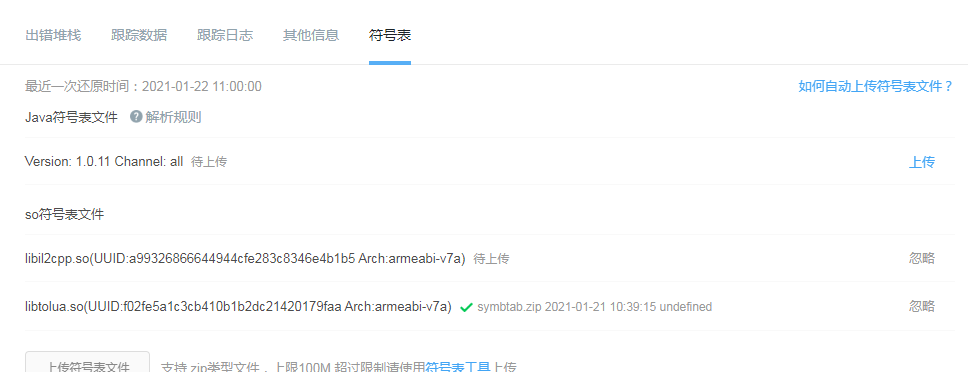 出错堆栈 跟踪数据 跟踪日志 其他信息 符号表
最近一次还原时间：2021-01-22 11:00:00 如何自动上传符号表文件？
Java符号表文件 ? 解析规则
Version: 1.0.11 Channel: all 待上传 上传
so符号表文件
libil2cpp.so(UUID:a99326866644944cfe283c8346e4b1b5 Arch:armeabi-v7a) 待上传 忽略
libtolua.so(UUID:f02fe5a1c3cb410b1b2dc21420179faa Arch:armeabi-v7a) symbtab.zip 2021-01-21 10:39:15 undefined 忽略
上传符号表文件 支持.zip类型文件，上限100M 超过限制请使用符号表工具上传